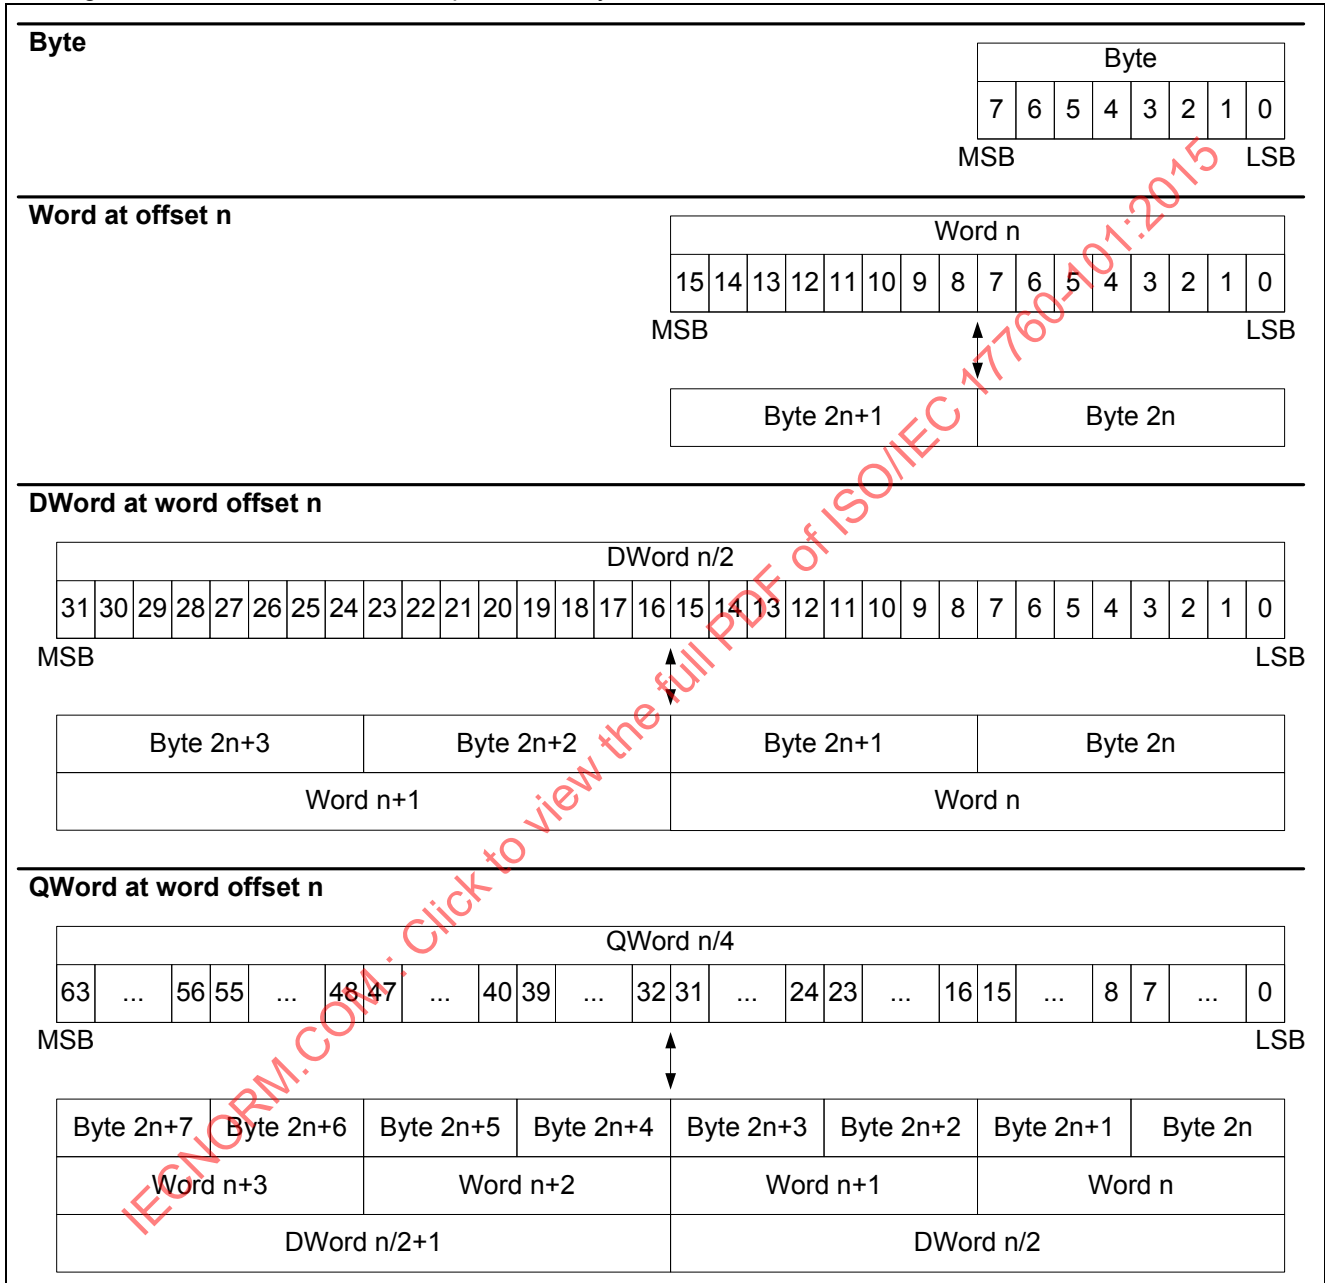 Byte
Byte
7 6 5 4 3 2 1 0
MSB LSB
Word at offset n
Word n
15 14 13 12 11 10 9 8 7 6 5 4 3 2 1 0
MSB LSB
Byte 2n+1 Byte 2n
DWord at word offset n
DWord n/2
31 30 29 28 27 26 25 24 23 22 21 20 19 18 17 16 15 14 13 12 11 10 9 8 7 6 5 4 3 2 1 0
MSB LSB
Byte 2n+3 Byte 2n+2 Byte 2n+1 Byte 2n
Word n+1 Word n
QWord at word offset n
QWord n/4
63 ... 56 55 ... 48 47 ... 40 39 ... 32 31 ... 24 23 ... 16 15 ... 8 7 ... 0
MSB LSB
Byte 2n+7 Byte 2n+6 Byte 2n+5 Byte 2n+4 Byte 2n+3 Byte 2n+2 Byte 2n+1 Byte 2n
Word n+3 Word n+2 Word n+1 Word n
DWord n/2+1 DWord n/2
IECNORM.COM : Click to view the full PDF of ISO/IEC 17760-101:2015